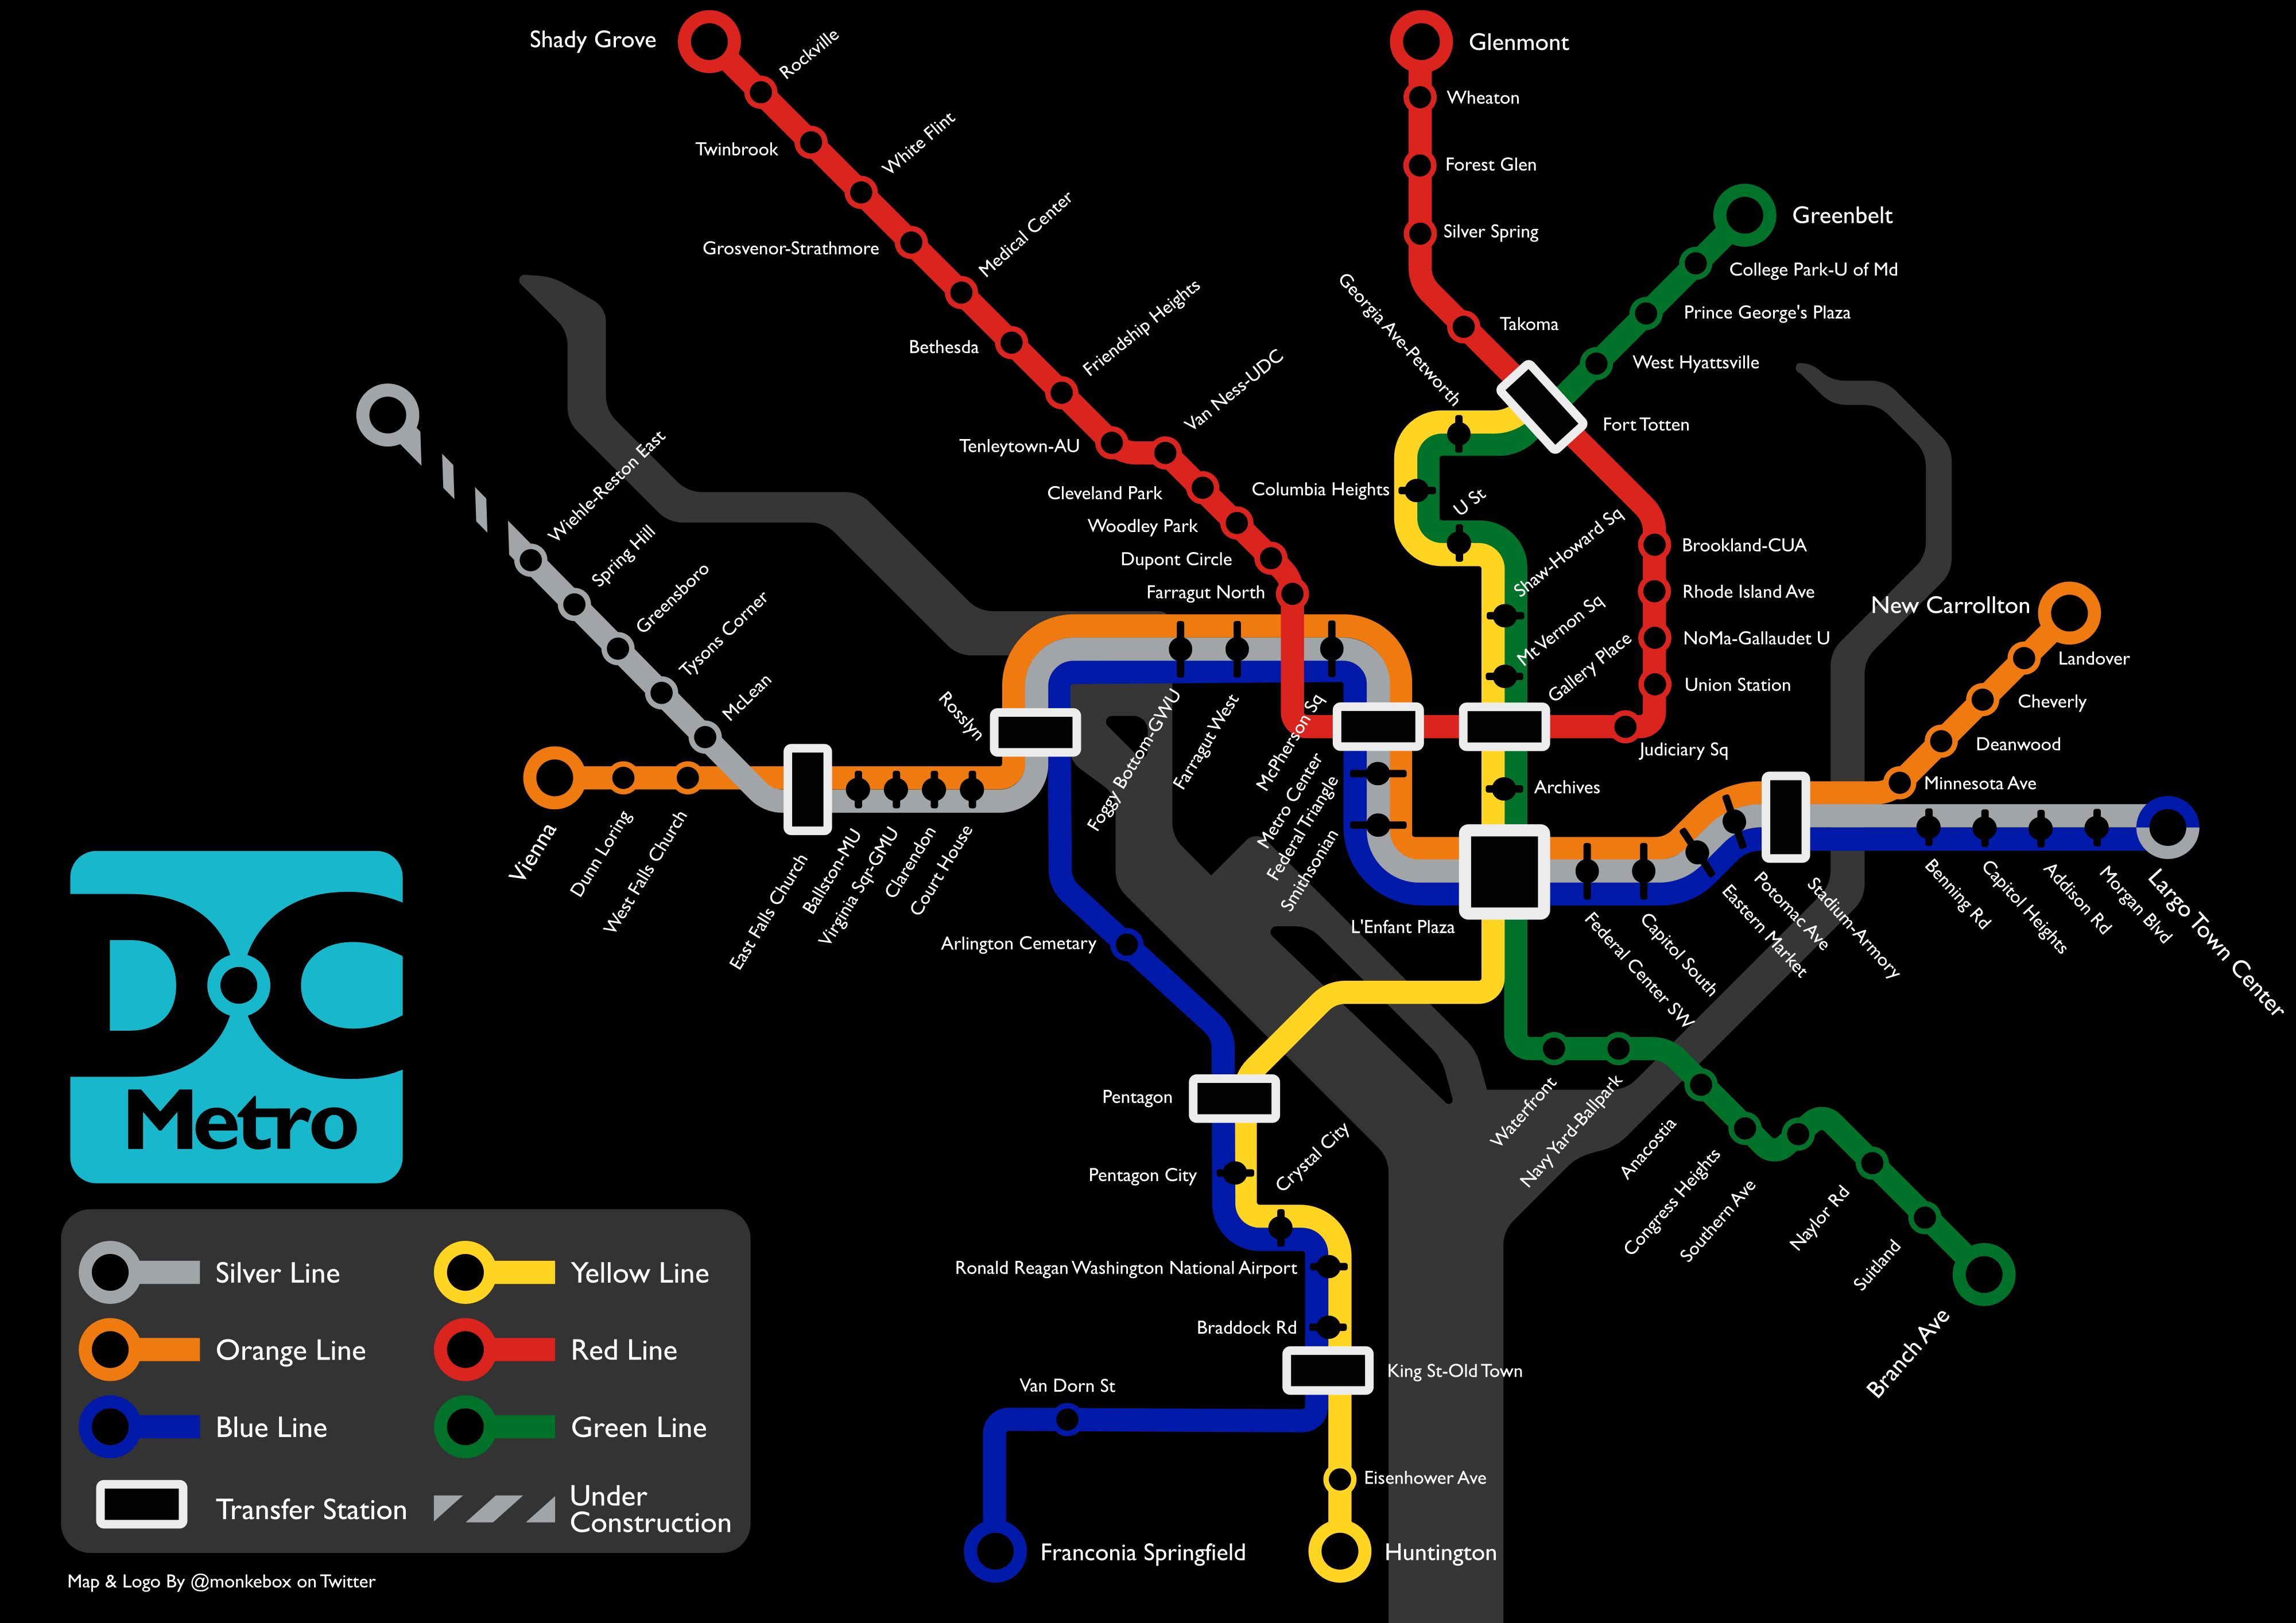 Shady Grove
Rockville
Twinbrook
White Flint
Grosvenor-Strathmore
Medical Center
Bethesda
Friendship Heights
Tenleytown-AU
Van Ness-UDC
Cleveland Park
Woodley Park
Dupont Circle
Farragut North
Glenmont
Wheaton
Forest Glen
Silver Spring
Takoma
Fort Totten
Brookland-CUA
Rhode Island Ave
NoMa-Gallaudet U
Union Station
Judiciary Sq
Greenbelt
College Park-U of Md
Prince George's Plaza
West Hyattsville
Georgia Ave-Petworth
Columbia Heights
U St
Shaw-Howard Sq
Mt Vernon Sq
Gallery Place
Archives
L'Enfant Plaza
Wiehle-Reston East
Spring Hill
Greensboro
Tysons Corner
McLean
Vienna
Dunn Loring
West Falls Church
East Falls Church
Ballston-MU
Virginia Sqr-GMU
Clarendon
Court House
Rosslyn
Foggy Bottom-GWU
Farragut West
McPherson Sq
Metro Center
Federal Triangle
Smithsonian
Federal Center SW
Capitol South
Eastern Market
Potomac Ave
Stadium-Armory
New Carrollton
Landover
Cheverly
Deanwood
Minnesota Ave
Benning Rd
Capitol Heights
Addison Rd
Morgan Blvd
Largo Town Center
Arlington Cemetary
Pentagon
Pentagon City
Crystal City
Ronald Reagan Washington National Airport
Braddock Rd
King St-Old Town
Van Dorn St
Franconia Springfield
Eisenhower Ave
Huntington
Waterfront
Navy Yard-Ballpark
Anacostia
Congress Heights
Southern Ave
Naylor Rd
Suitland
Branch Ave
DC
Metro
Silver Line
Yellow Line
Orange Line
Red Line
Blue Line
Green Line
Transfer Station
Under
Construction
Map & Logo By @monkebox on Twitter